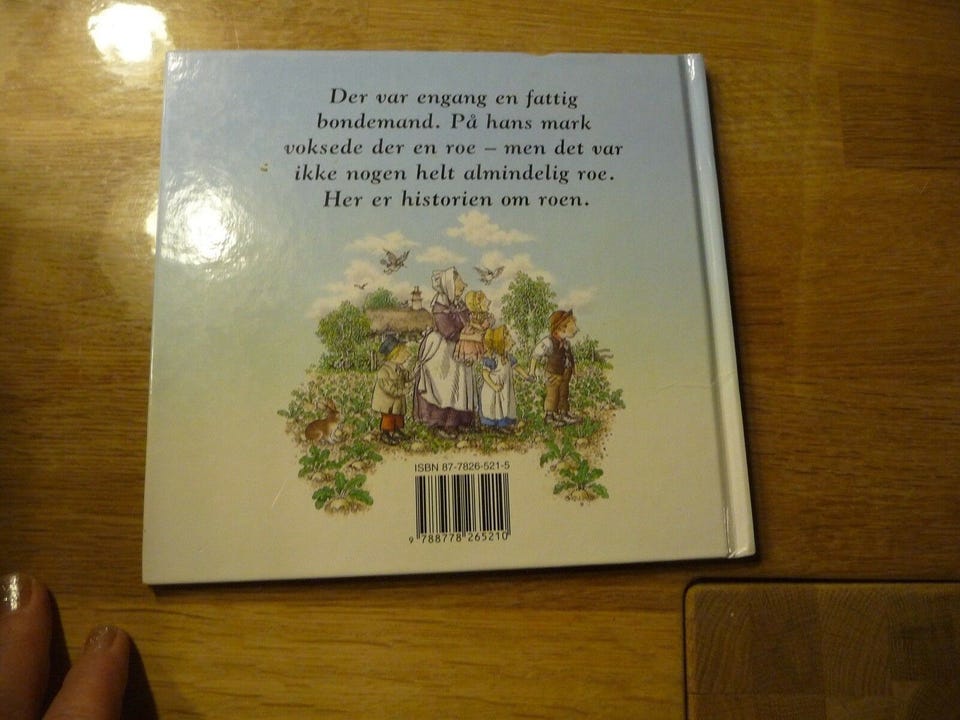 Der var engang en fattig
bondemand. På hans mark
voksede der en roe – men det var
ikke nogen helt almindelig roe.
Her er historien om roen.
ISBN 87-7826-521-5
9 788778 265210